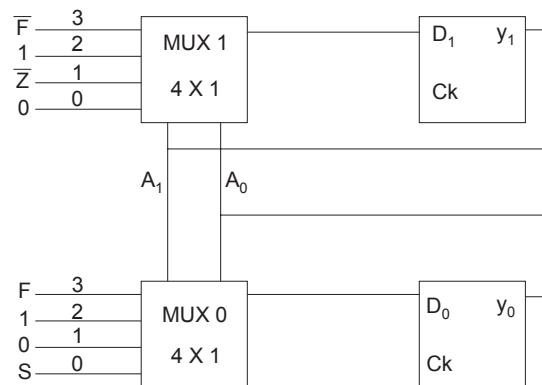 F̅ 3
1 2
Z̅ 1
0 0
MUX 1
4 X 1
D₁ y₁
Ck
A₁ A₀
F 3
1 2
0 1
S 0
MUX 0
4 X 1
D₀ y₀
Ck